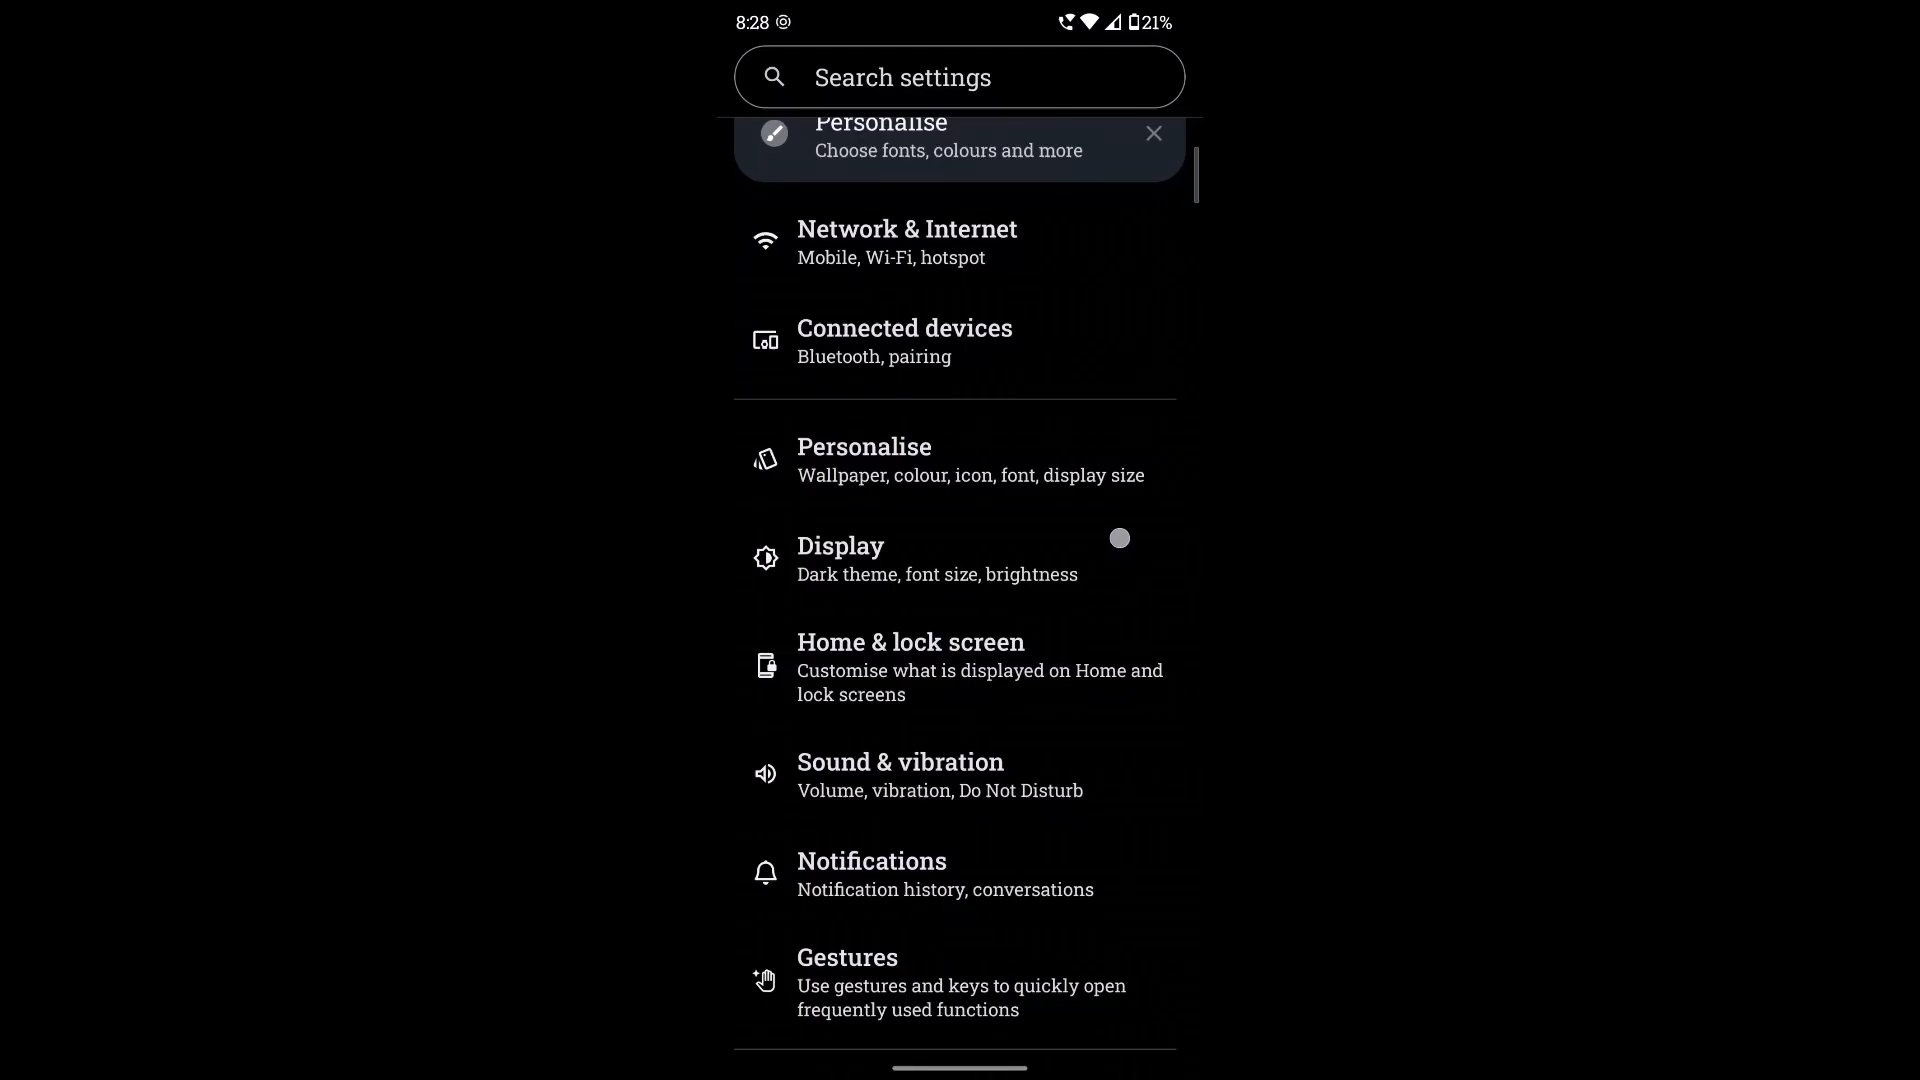 8:28 21%
Search settings
Personalise
Choose fonts, colours and more
Network & Internet
Mobile, Wi-Fi, hotspot
Connected devices
Bluetooth, pairing
Personalise
Wallpaper, colour, icon, font, display size
Display
Dark theme, font size, brightness
Home & lock screen
Customise what is displayed on Home and
lock screens
Sound & vibration
Volume, vibration, Do Not Disturb
Notifications
Notification history, conversations
Gestures
Use gestures and keys to quickly open
frequently used functions